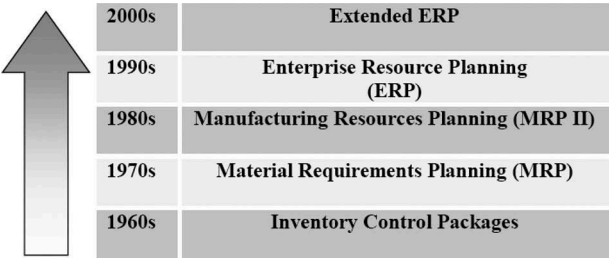 2000s Extended ERP
1990s Enterprise Resource Planning
(ERP)
1980s Manufacturing Resources Planning (MRP II)
1970s Material Requirements Planning (MRP)
1960s Inventory Control Packages